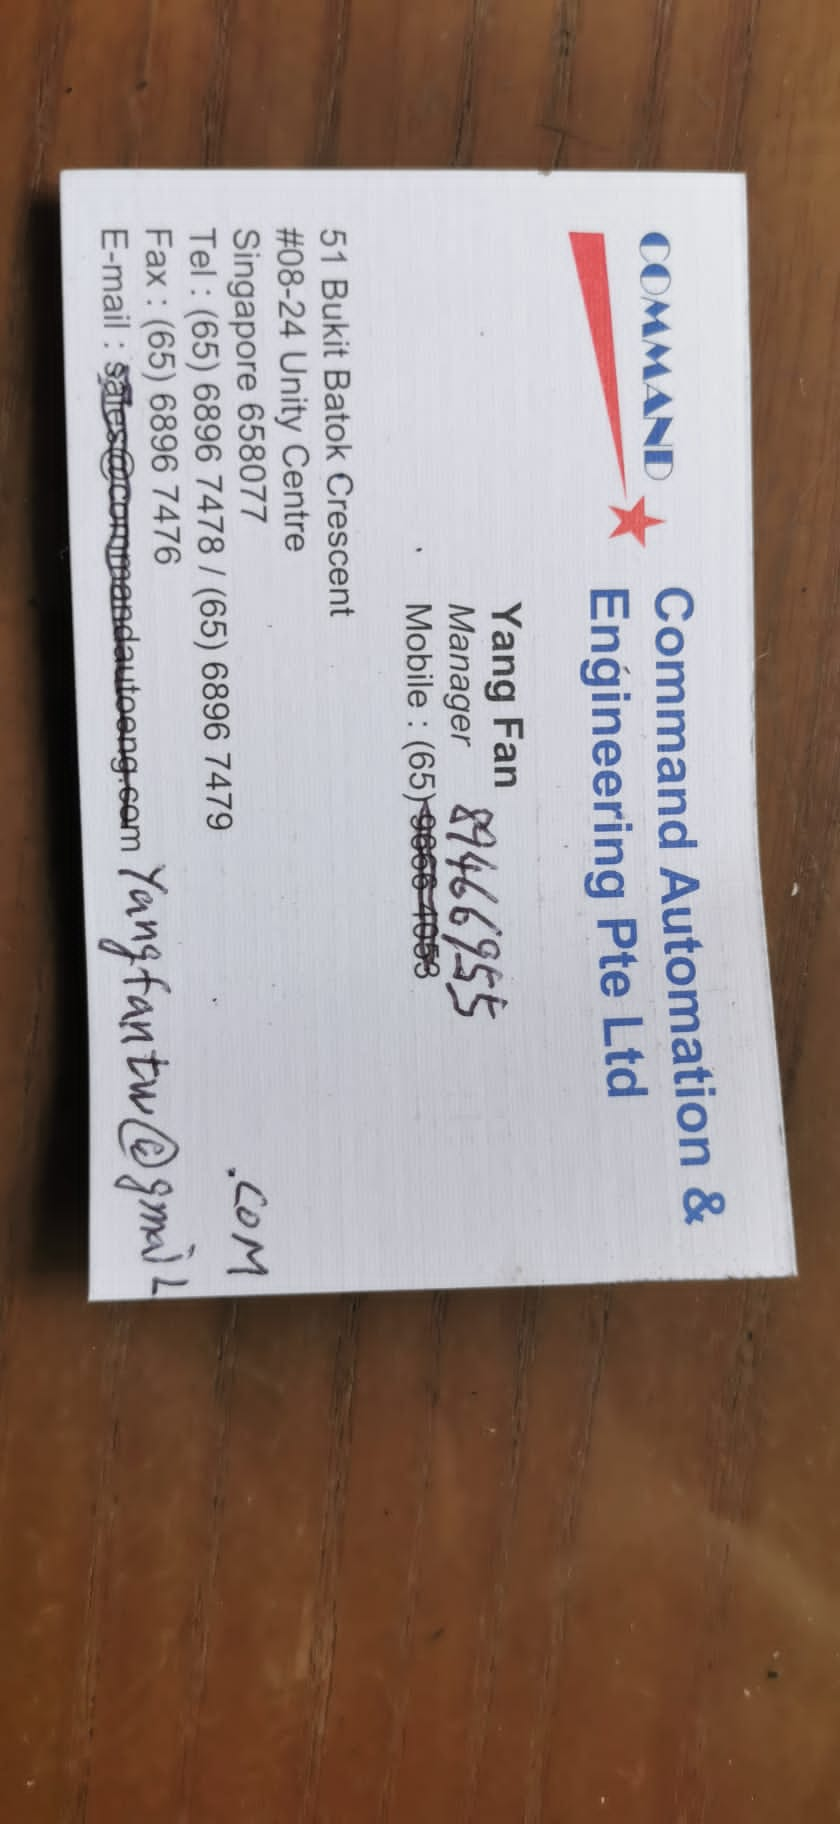 COMMAND
Command Automation &
Engineering Pte Ltd
Yang Fan
Manager 89466955
Mobile : (65) 9666 4053
51 Bukit Batok Crescent
#08-24 Unity Centre
Singapore 658077
Tel : (65) 6896 7478 / (65) 6896 7479
Fax : (65) 6896 7476
E-mail : sales@commandautoeng.com Yangfantw@gmail
.COM